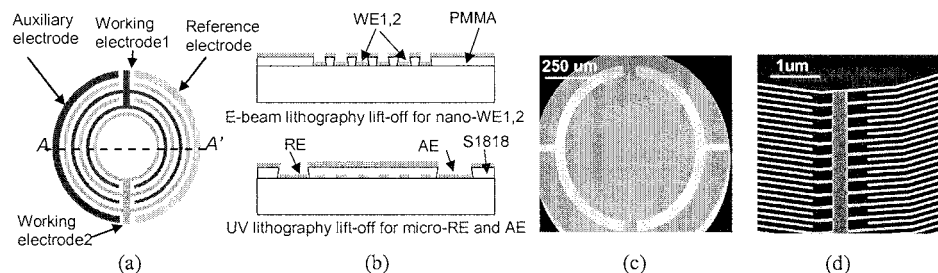 Auxiliary electrode
Working electrode1
Reference electrode
A
A'
Working electrode2
(a)
WE1,2
PMMA
E-beam lithography lift-off for nano-WE1,2
RE
AE
S1818
UV lithography lift-off for micro-RE and AE
(b)
250 um
(c)
1um
(d)